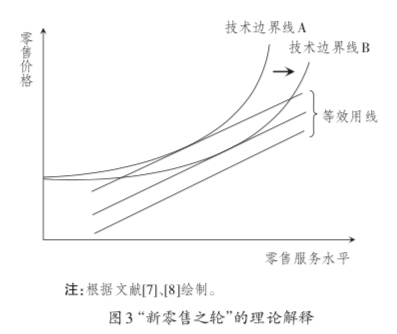 技术边界线A
零售价格
技术边界线B
等效用线
零售服务水平
注:根据文献[7]、[8]绘制。
图3 “新零售之轮”的理论解释